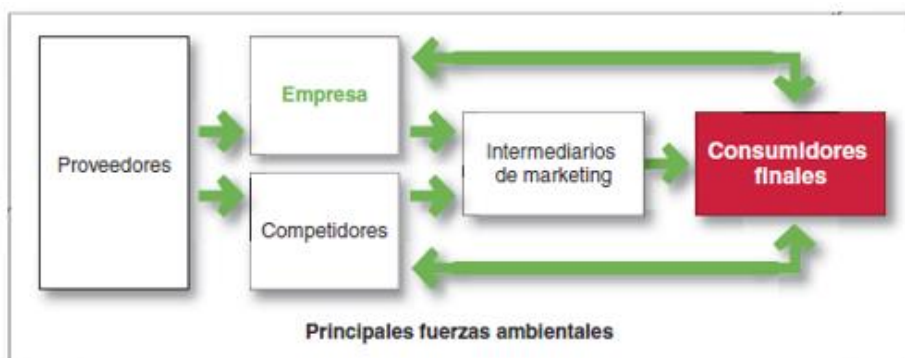 Proveedores
Empresa
Competidores
Intermediarios
de marketing
Consumidores
finales
Principales fuerzas ambientales